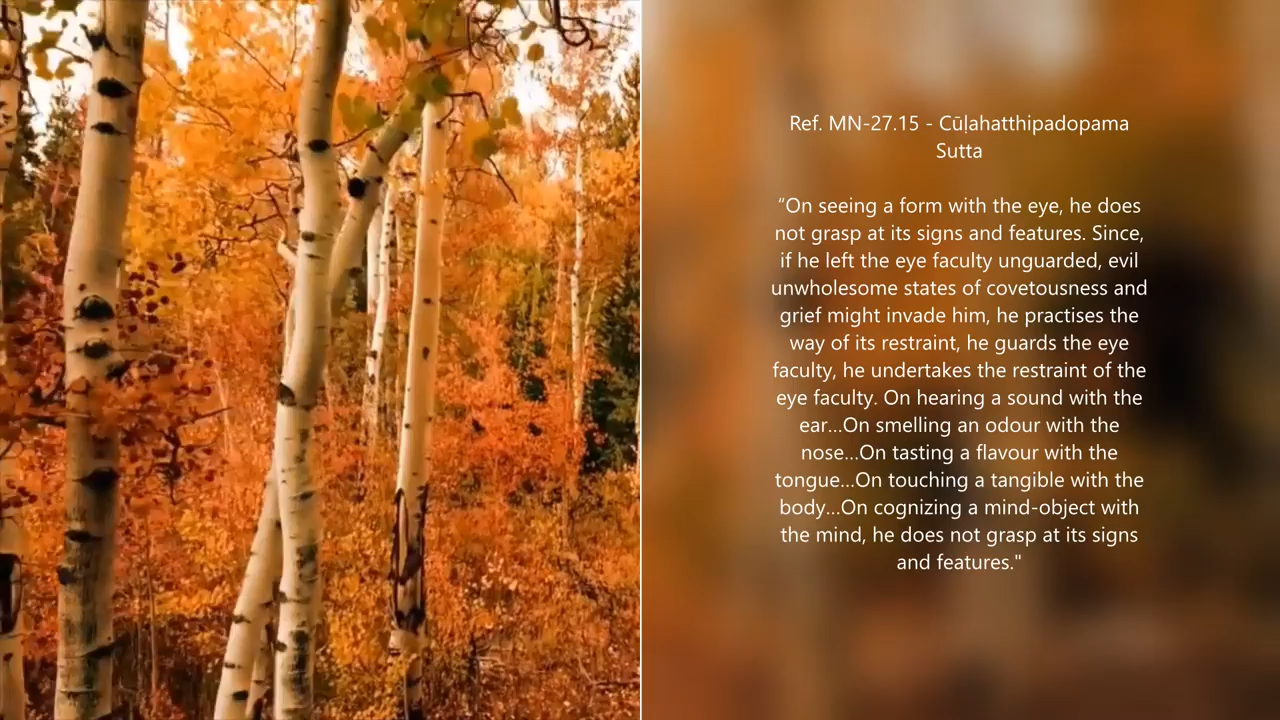 Ref. MN-27.15 - Cūḷahatthipadopama
Sutta
“On seeing a form with the eye, he does
not grasp at its signs and features. Since,
if he left the eye faculty unguarded, evil
unwholesome states of covetousness and
grief might invade him, he practises the
way of its restraint, he guards the eye
faculty, he undertakes the restraint of the
eye faculty. On hearing a sound with the
ear...On smelling an odour with the
nose...On tasting a flavour with the
tongue...On touching a tangible with the
body...On cognizing a mind-object with
the mind, he does not grasp at its signs
and features."